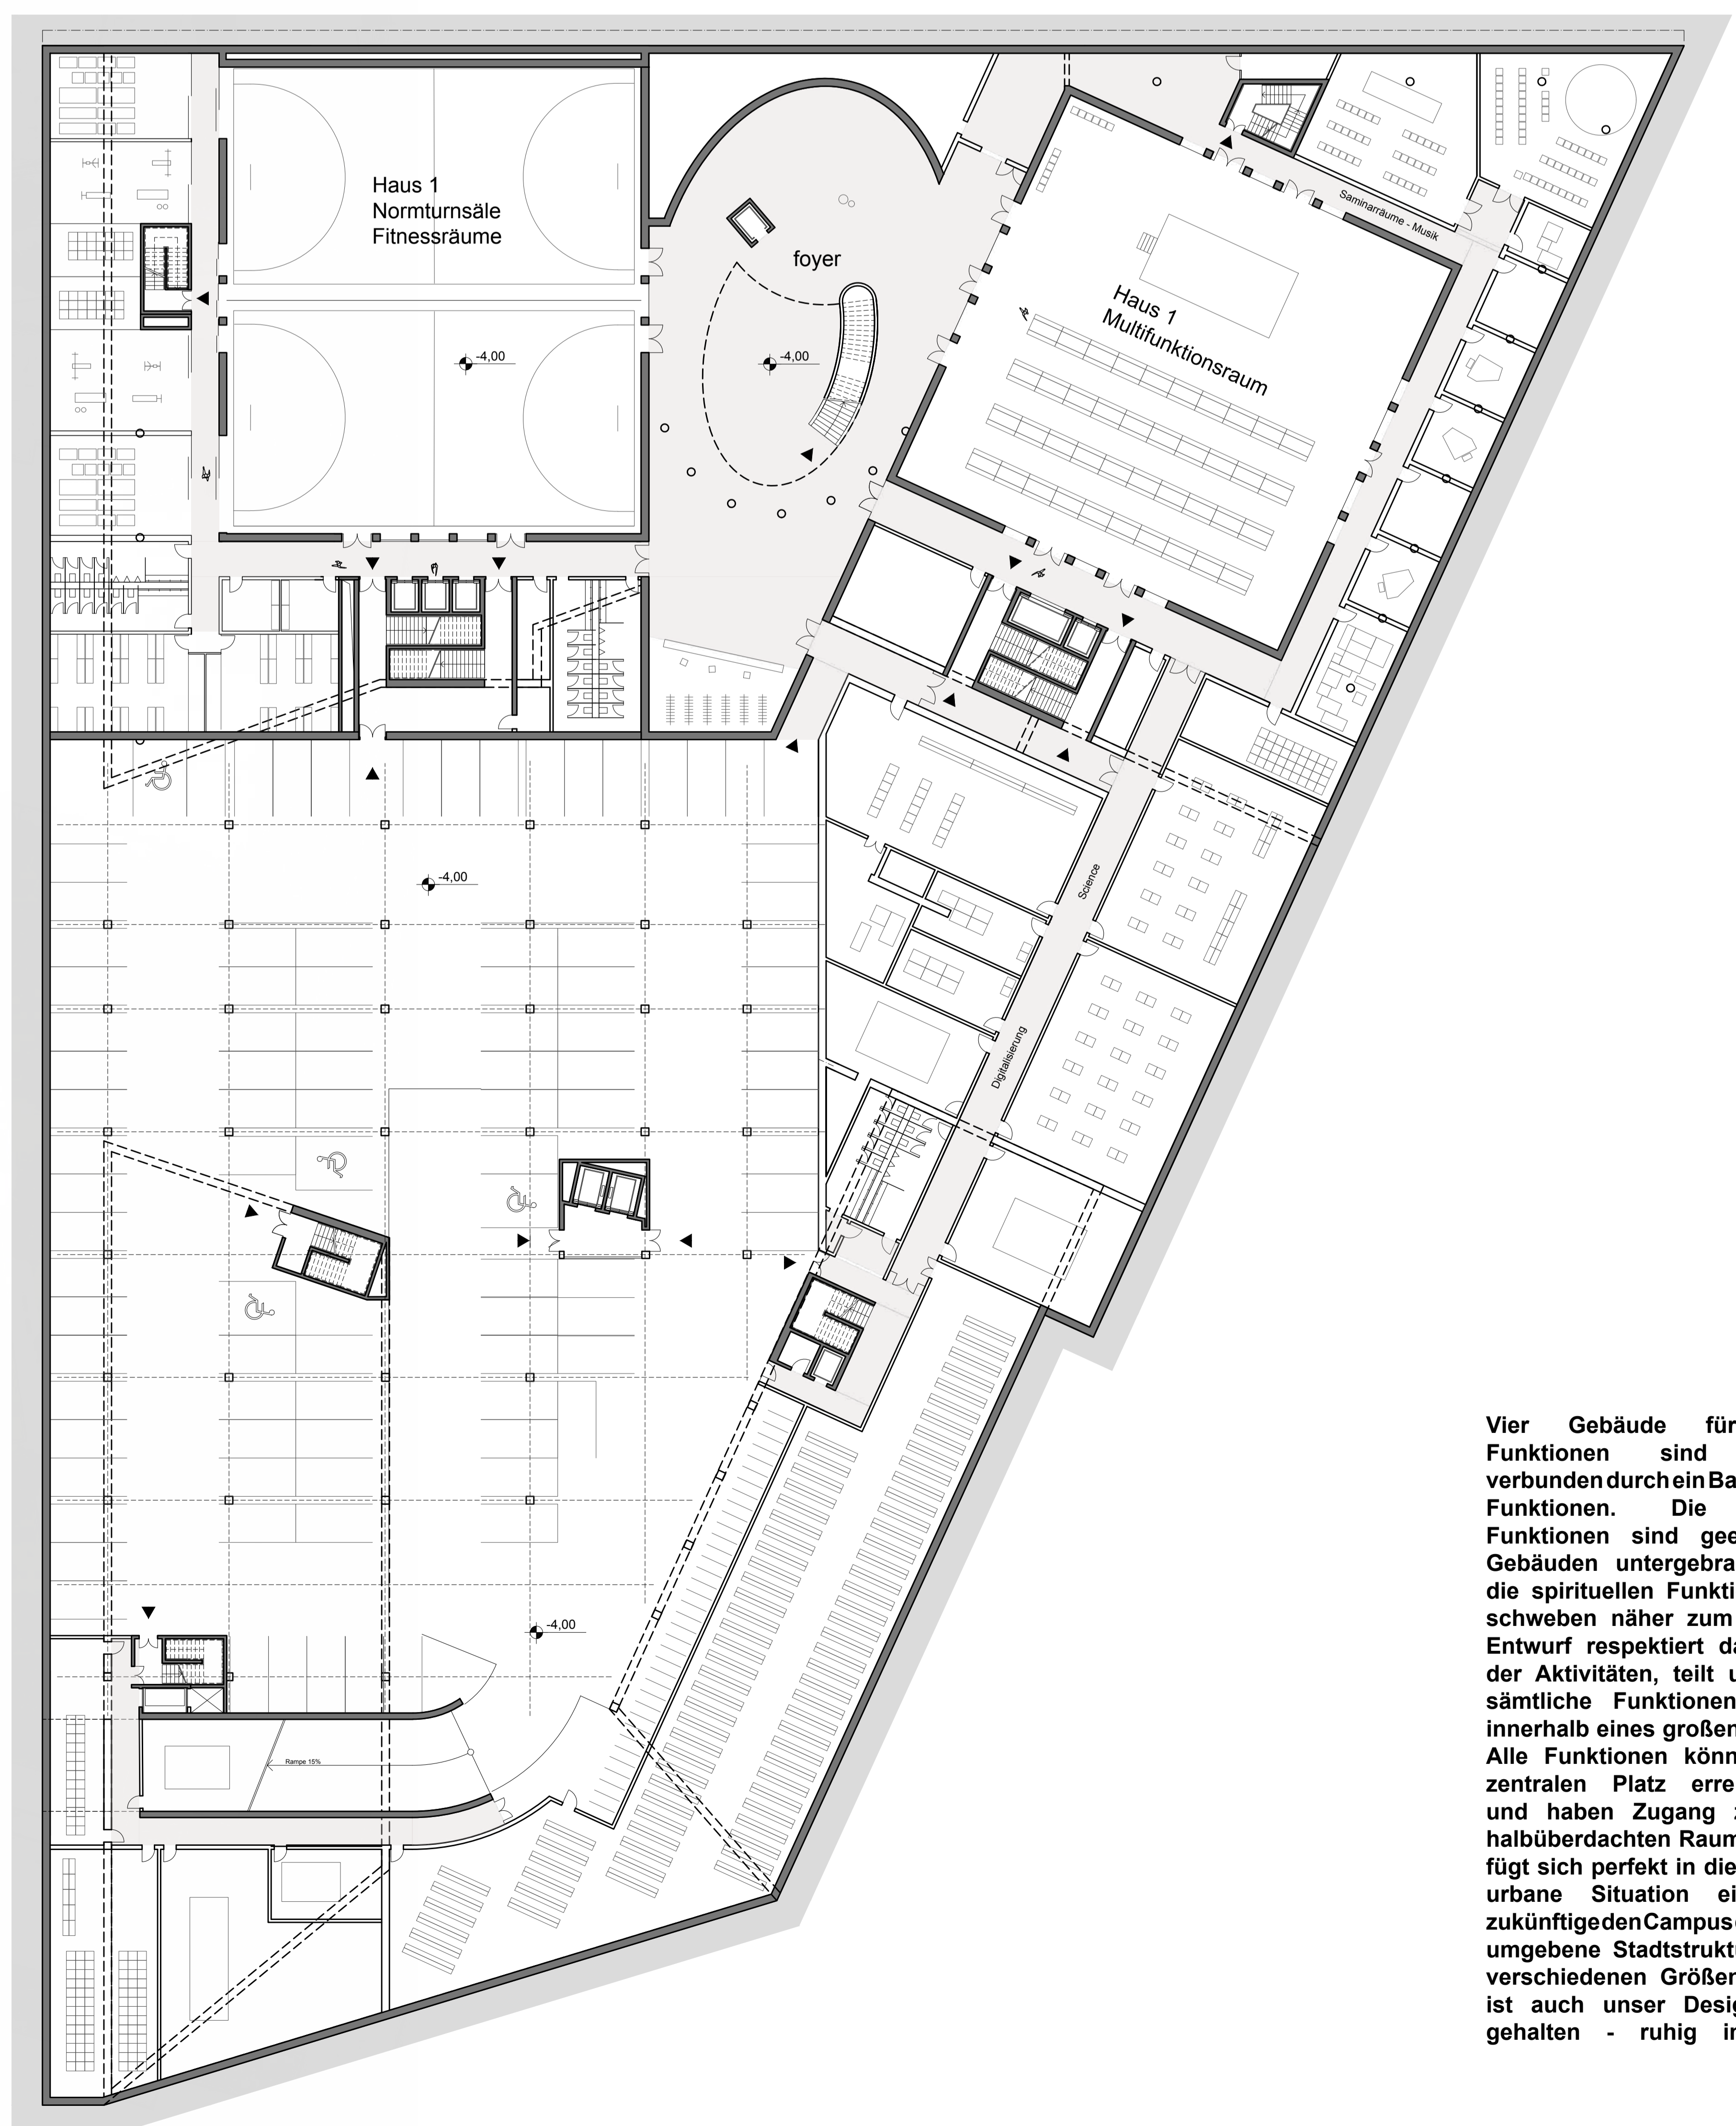 Haus 1
Normturnsäle
Fitnessräume
foyer
Haus 1
Multifunktionsraum
Saminarräume - Musik
-4,00
-4,00
-4,00
Science
Digitalisierung
-4,00
Rampe 15%
Vier Gebäude für
Funktionen sind
verbunden durch ein Ba
Funktionen. Die
Funktionen sind gee
Gebäuden untergebra
die spirituellen Funkti
schweben näher zum
Entwurf respektiert da
der Aktivitäten, teilt u
sämtliche Funktionen
innerhalb eines großen
Alle Funktionen könn
zentralen Platz erre
und haben Zugang z
halbüberdachten Raum
fügt sich perfekt in die
urbane Situation ei
zukünftige den Campus
umgebene Stadtstrukt
verschiedenen Größen
ist auch unser Desig
gehalten - ruhig in